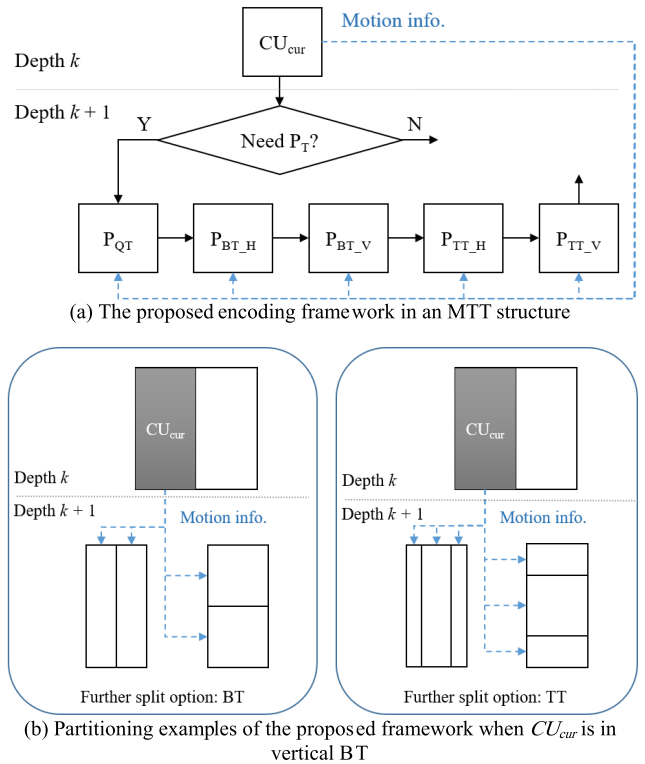 Motion info.
CUcur
Depth k
Depth k + 1
Y
N
Need PT?
PQT
PBT_H
PBT_V
PTT_H
PTT_V
(a) The proposed encoding framework in an MTT structure
CUcur
Depth k
Depth k + 1
Motion info.
Further split option: BT
CUcur
Depth k
Depth k + 1
Motion info.
Further split option: TT
(b) Partitioning examples of the proposed framework when CUcur is in
vertical BT